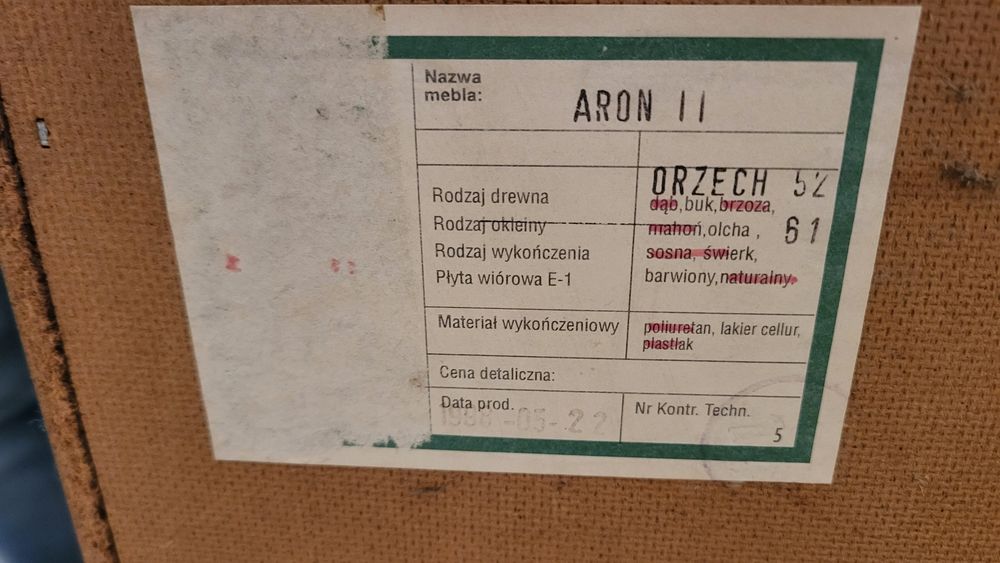 Nazwa
mebla:
ARON II
ORZECH 52
Rodzaj drewna
dąb,buk,brzoza,
Rodzaj okleiny
mahoń,olcha , 61
Rodzaj wykończenia
sosna, świerk,
Płyta wiórowa E-1
barwiony,naturalny.
Materiał wykończeniowy
poliuretan, lakier cellur,
plastlak
Cena detaliczna:
Data prod.
-05-22
Nr Kontr. Techn.
5